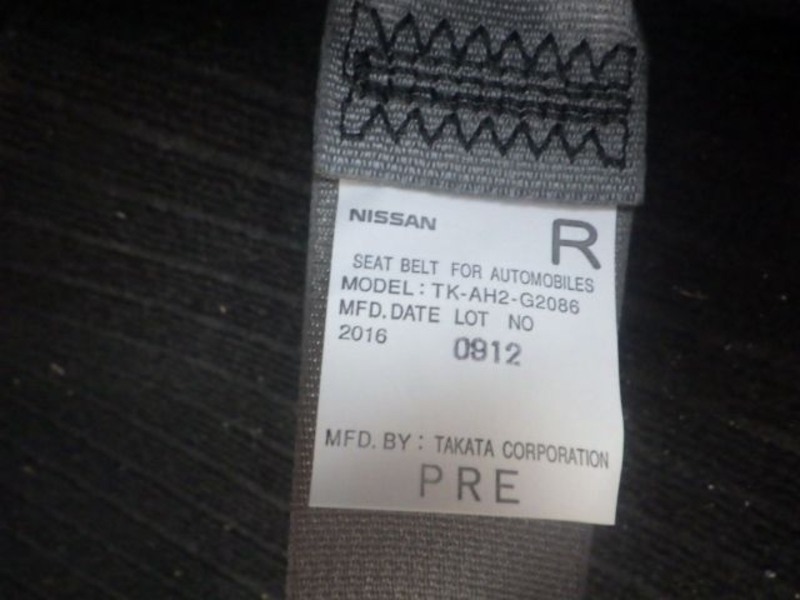 NISSAN
R
SEAT BELT FOR AUTOMOBILES
MODEL: TK-AH2-G2086
MFD.DATE LOT NO
2016 0912
MFD. BY: TAKATA CORPORATION
PRE